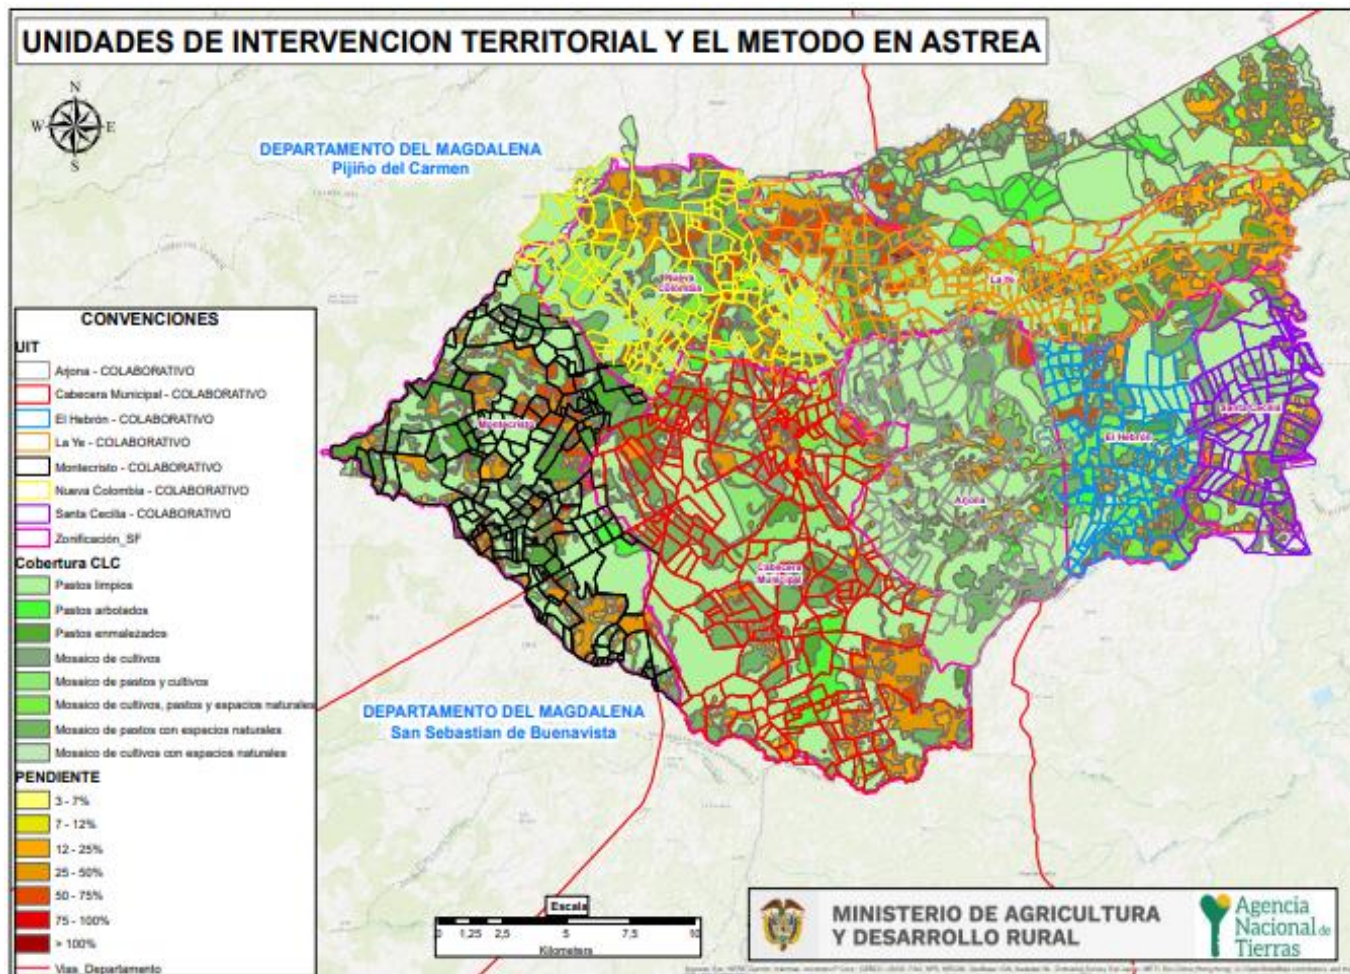 UNIDADES DE INTERVENCION TERRITORIAL Y EL METODO EN ASTREA
N
W E
S
DEPARTAMENTO DEL MAGDALENA
Pijiño del Carmen
Nueva
Colombia
La Ye
Montecristo
Santa Cecilia
El Hebrón
Arjona
Cabecera
Municipal
DEPARTAMENTO DEL MAGDALENA
San Sebastian de Buenavista
CONVENCIONES
UIT
Arjona - COLABORATIVO
Cabecera Municipal - COLABORATIVO
El Hebrón - COLABORATIVO
La Ye - COLABORATIVO
Montecristo - COLABORATIVO
Nueva Colombia - COLABORATIVO
Santa Cecilia - COLABORATIVO
Zonificación_SF
Cobertura CLC
Pastos limpios
Pastos arbolados
Pastos enmalezados
Mosaico de cultivos
Mosaico de pastos y cultivos
Mosaico de cultivos, pastos y espacios naturales
Mosaico de pastos con espacios naturales
Mosaico de cultivos con espacios naturales
PENDIENTE
3 - 7%
7 - 12%
12 - 25%
25 - 50%
50 - 75%
75 - 100%
> 100%
Vias_Departamento
Escala
0 1,25 2,5 5 7,5 10
Kilometers
MINISTERIO DE AGRICULTURA
Y DESARROLLO RURAL
Agencia
Nacional de
Tierras